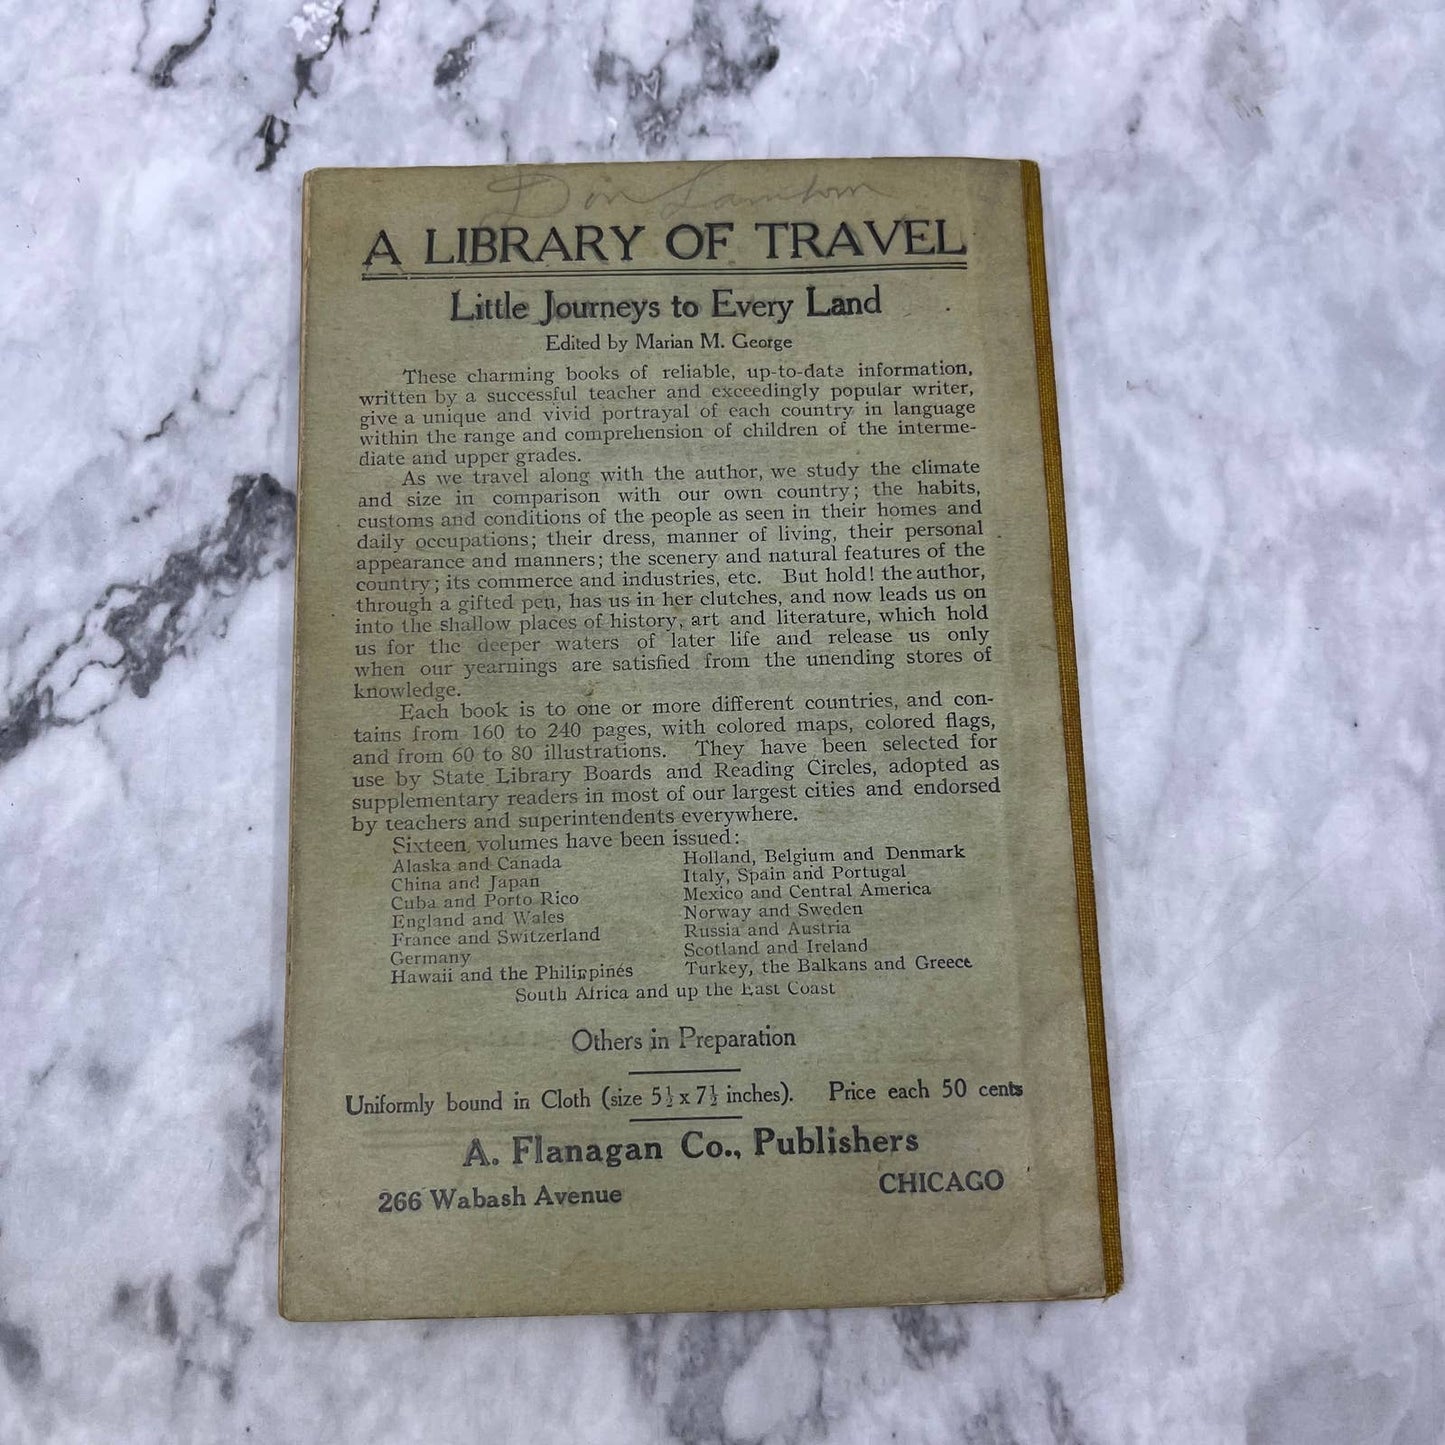 Don
A LIBRARY OF TRAVEL
Little Journeys to Every Land
Edited by Marian M. George
These charming books of reliable, up-to-date information,
written by a successful teacher and exceedingly popular writer,
give a unique and vivid portrayal of each country in language
within the range and comprehension of children of the interme-
diate and upper grades.
As we travel along with the author, we study the climate
and size in comparison with our own country; the habits,
customs and conditions of the people as seen in their homes and
daily occupations; their dress, manner of living, their personal
appearance and manners; the scenery and natural features of the
country; its commerce and industries, etc. But hold! the author,
through a gifted pen, has us in her clutches, and now leads us on
into the shallow places of history, art and literature, which hold
us for the deeper waters of later life and release us only
when our yearnings are satisfied from the unending stores of
knowledge.
Each book is to one or more different countries, and con-
tains from 160 to 240 pages, with colored maps, colored flags,
and from 60 to 80 illustrations. They have been selected for
use by State Library Boards and Reading Circles, adopted as
supplementary readers in most of our largest cities and endorsed
by teachers and superintendents everywhere.
Sixteen volumes have been issued:
Alaska and Canada
China and Japan
Cuba and Porto Rico
England and Wales
France and Switzerland
Germany
Hawaii and the Philippines
Holland, Belgium and Denmark
Italy, Spain and Portugal
Mexico and Central America
Norway and Sweden
Russia and Austria
Scotland and Ireland
Turkey, the Balkans and Greece
South Africa and up the East Coast
Others in Preparation
Uniformly bound in Cloth (size 5½ x 7½ inches). Price each 50 cents
A. Flanagan Co., Publishers
266 Wabash Avenue CHICAGO